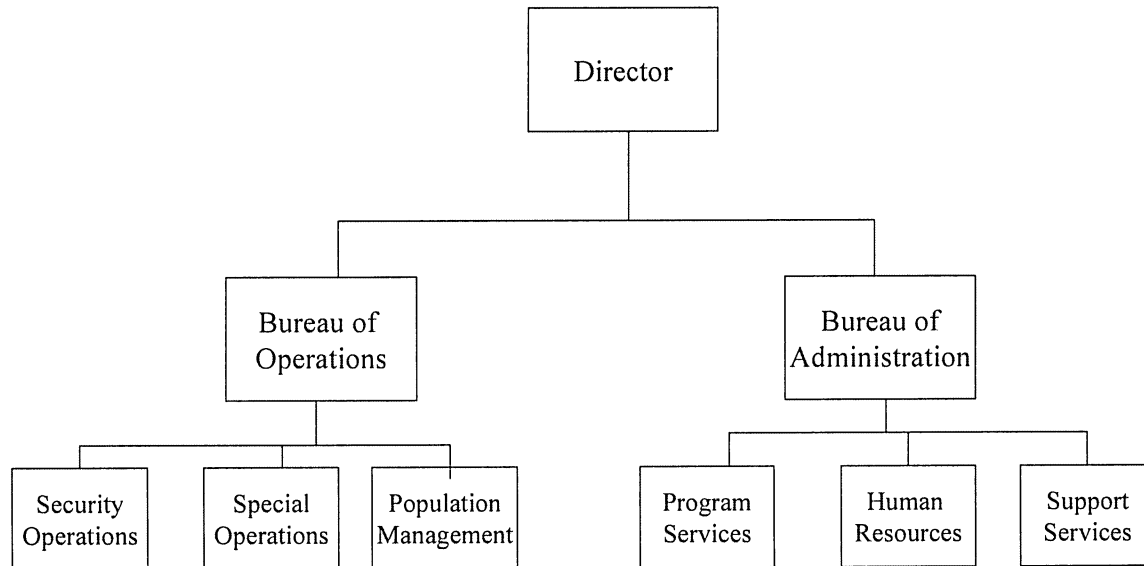 Director
Bureau of
Operations
Bureau of
Administration
Security
Operations
Special
Operations
Population
Management
Program
Services
Human
Resources
Support
Services